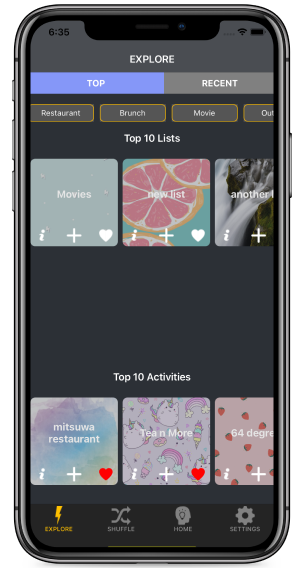 6:35
EXPLORE
TOP RECENT
Restaurant Brunch Movie Out
Top 10 Lists
Movies new list another l
i i i
Top 10 Activities
mitsuwa
restaurant
Tea n More 64 degre
i i i
EXPLORE SHUFFLE HOME SETTINGS